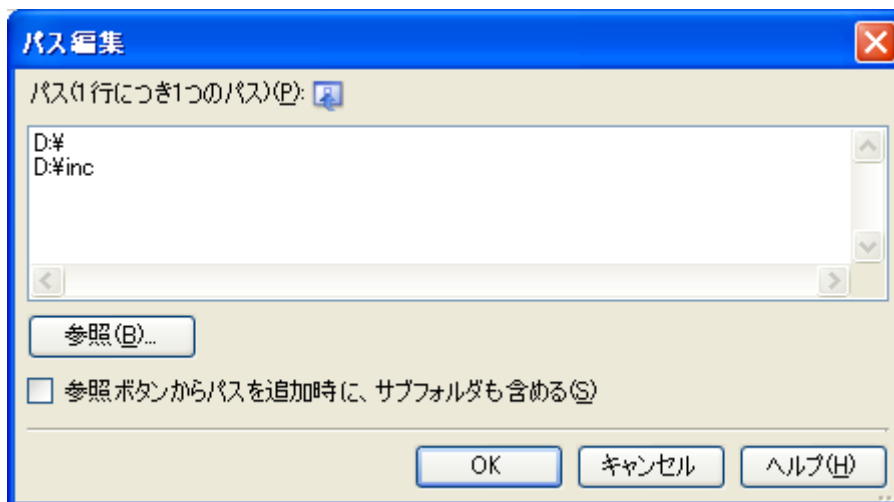 パス編集
パス(1行につき1つのパス)(P):
D:¥
D:¥inc
参照(B)...
参照ボタンからパスを追加時に、サブフォルダも含める(S)
OK
キャンセル
ヘルプ(H)